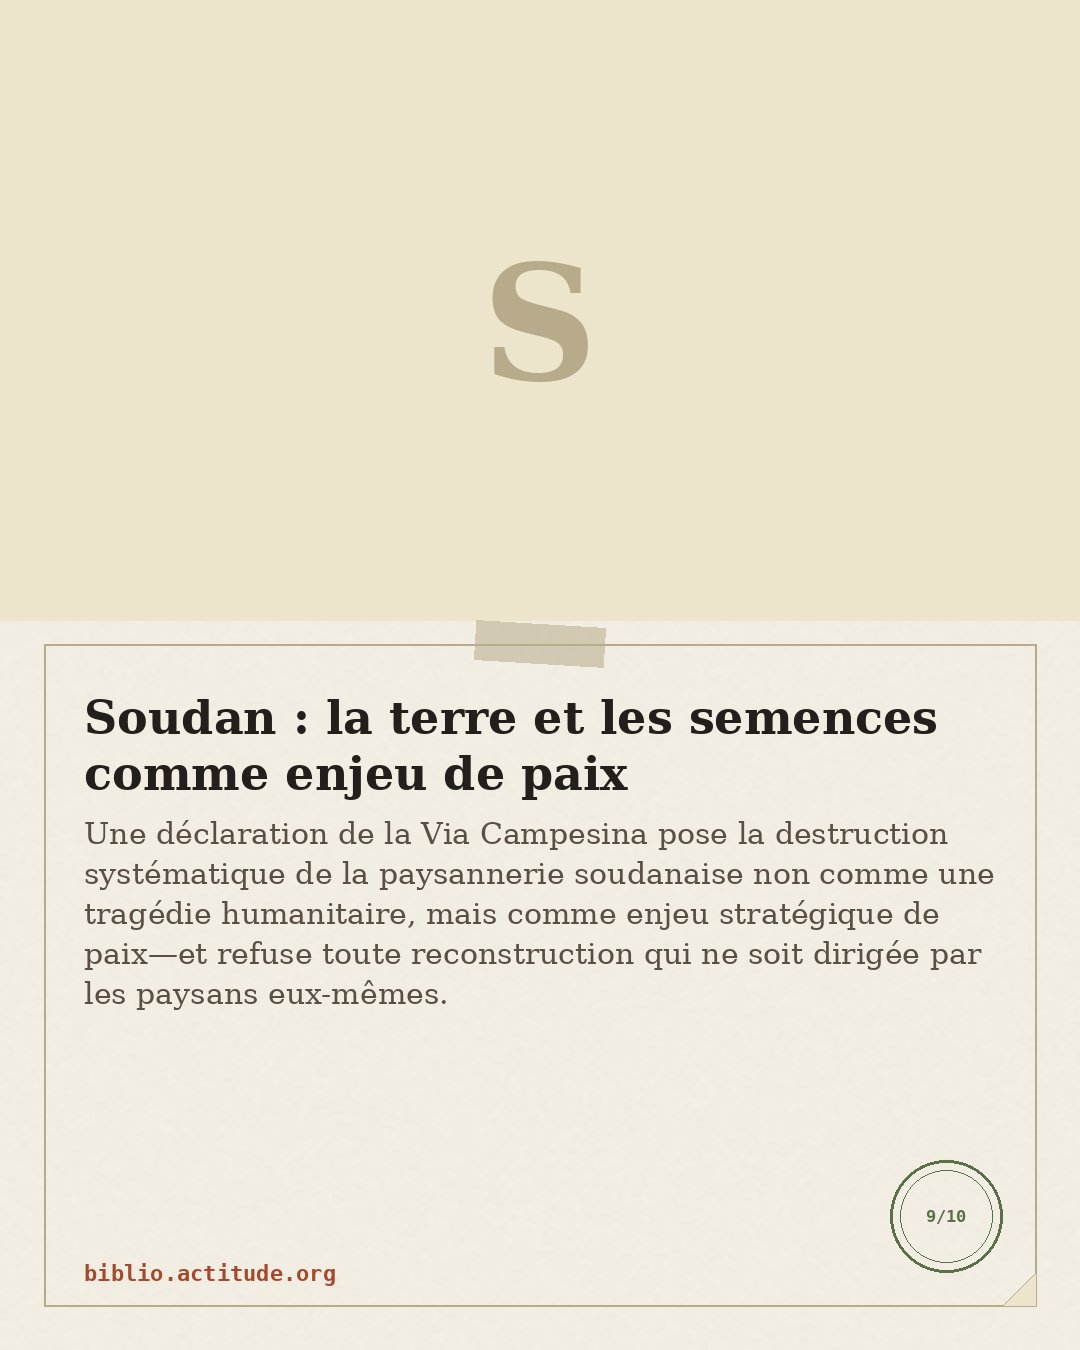 S
Soudan : la terre et les semences
comme enjeu de paix
Une déclaration de la Via Campesina pose la destruction
systématique de la paysannerie soudanaise non comme une
tragédie humanitaire, mais comme enjeu stratégique de
paix—et refuse toute reconstruction qui ne soit dirigée par
les paysans eux-mêmes.
9/10
biblio.actitude.org